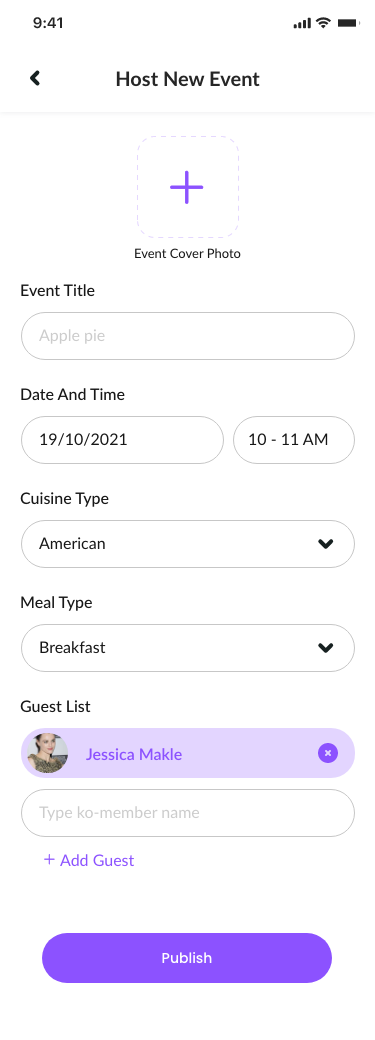 9:41
Host New Event
Event Cover Photo
Event Title
Apple pie
Date And Time
19/10/2021
10 - 11 AM
Cuisine Type
American
Meal Type
Breakfast
Guest List
Jessica Makle
Type ko-member name
+ Add Guest
Publish